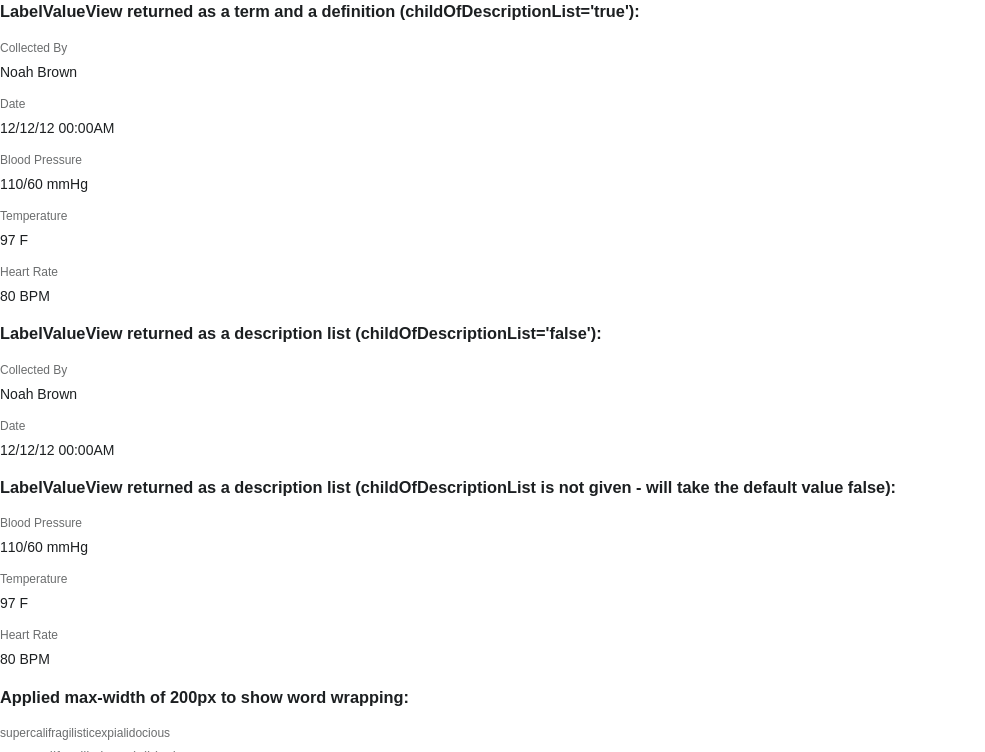 LabelValueView returned as a term and a definition (childOfDescriptionList='true'):
Collected By
Noah Brown
Date
12/12/12 00:00AM
Blood Pressure
110/60 mmHg
Temperature
97 F
Heart Rate
80 BPM
LabelValueView returned as a description list (childOfDescriptionList='false'):
Collected By
Noah Brown
Date
12/12/12 00:00AM
LabelValueView returned as a description list (childOfDescriptionList is not given - will take the default value false):
Blood Pressure
110/60 mmHg
Temperature
97 F
Heart Rate
80 BPM
Applied max-width of 200px to show word wrapping:
supercalifragilisticexpialidocious